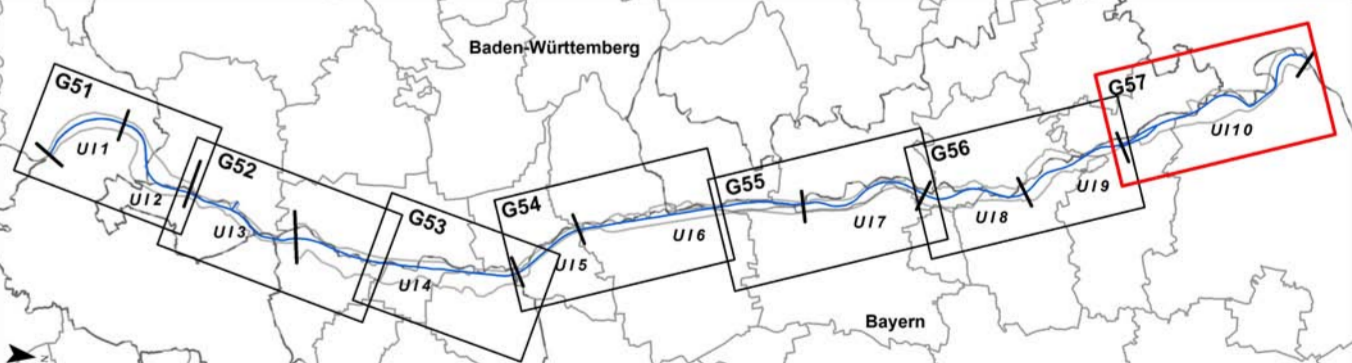 Baden-Württemberg
G51
UI1
UI2
G52
UI3
G53
UI4
G54
UI5
UI6
G55
UI7
G56
UI8
UI9
G57
UI10
Bayern
N